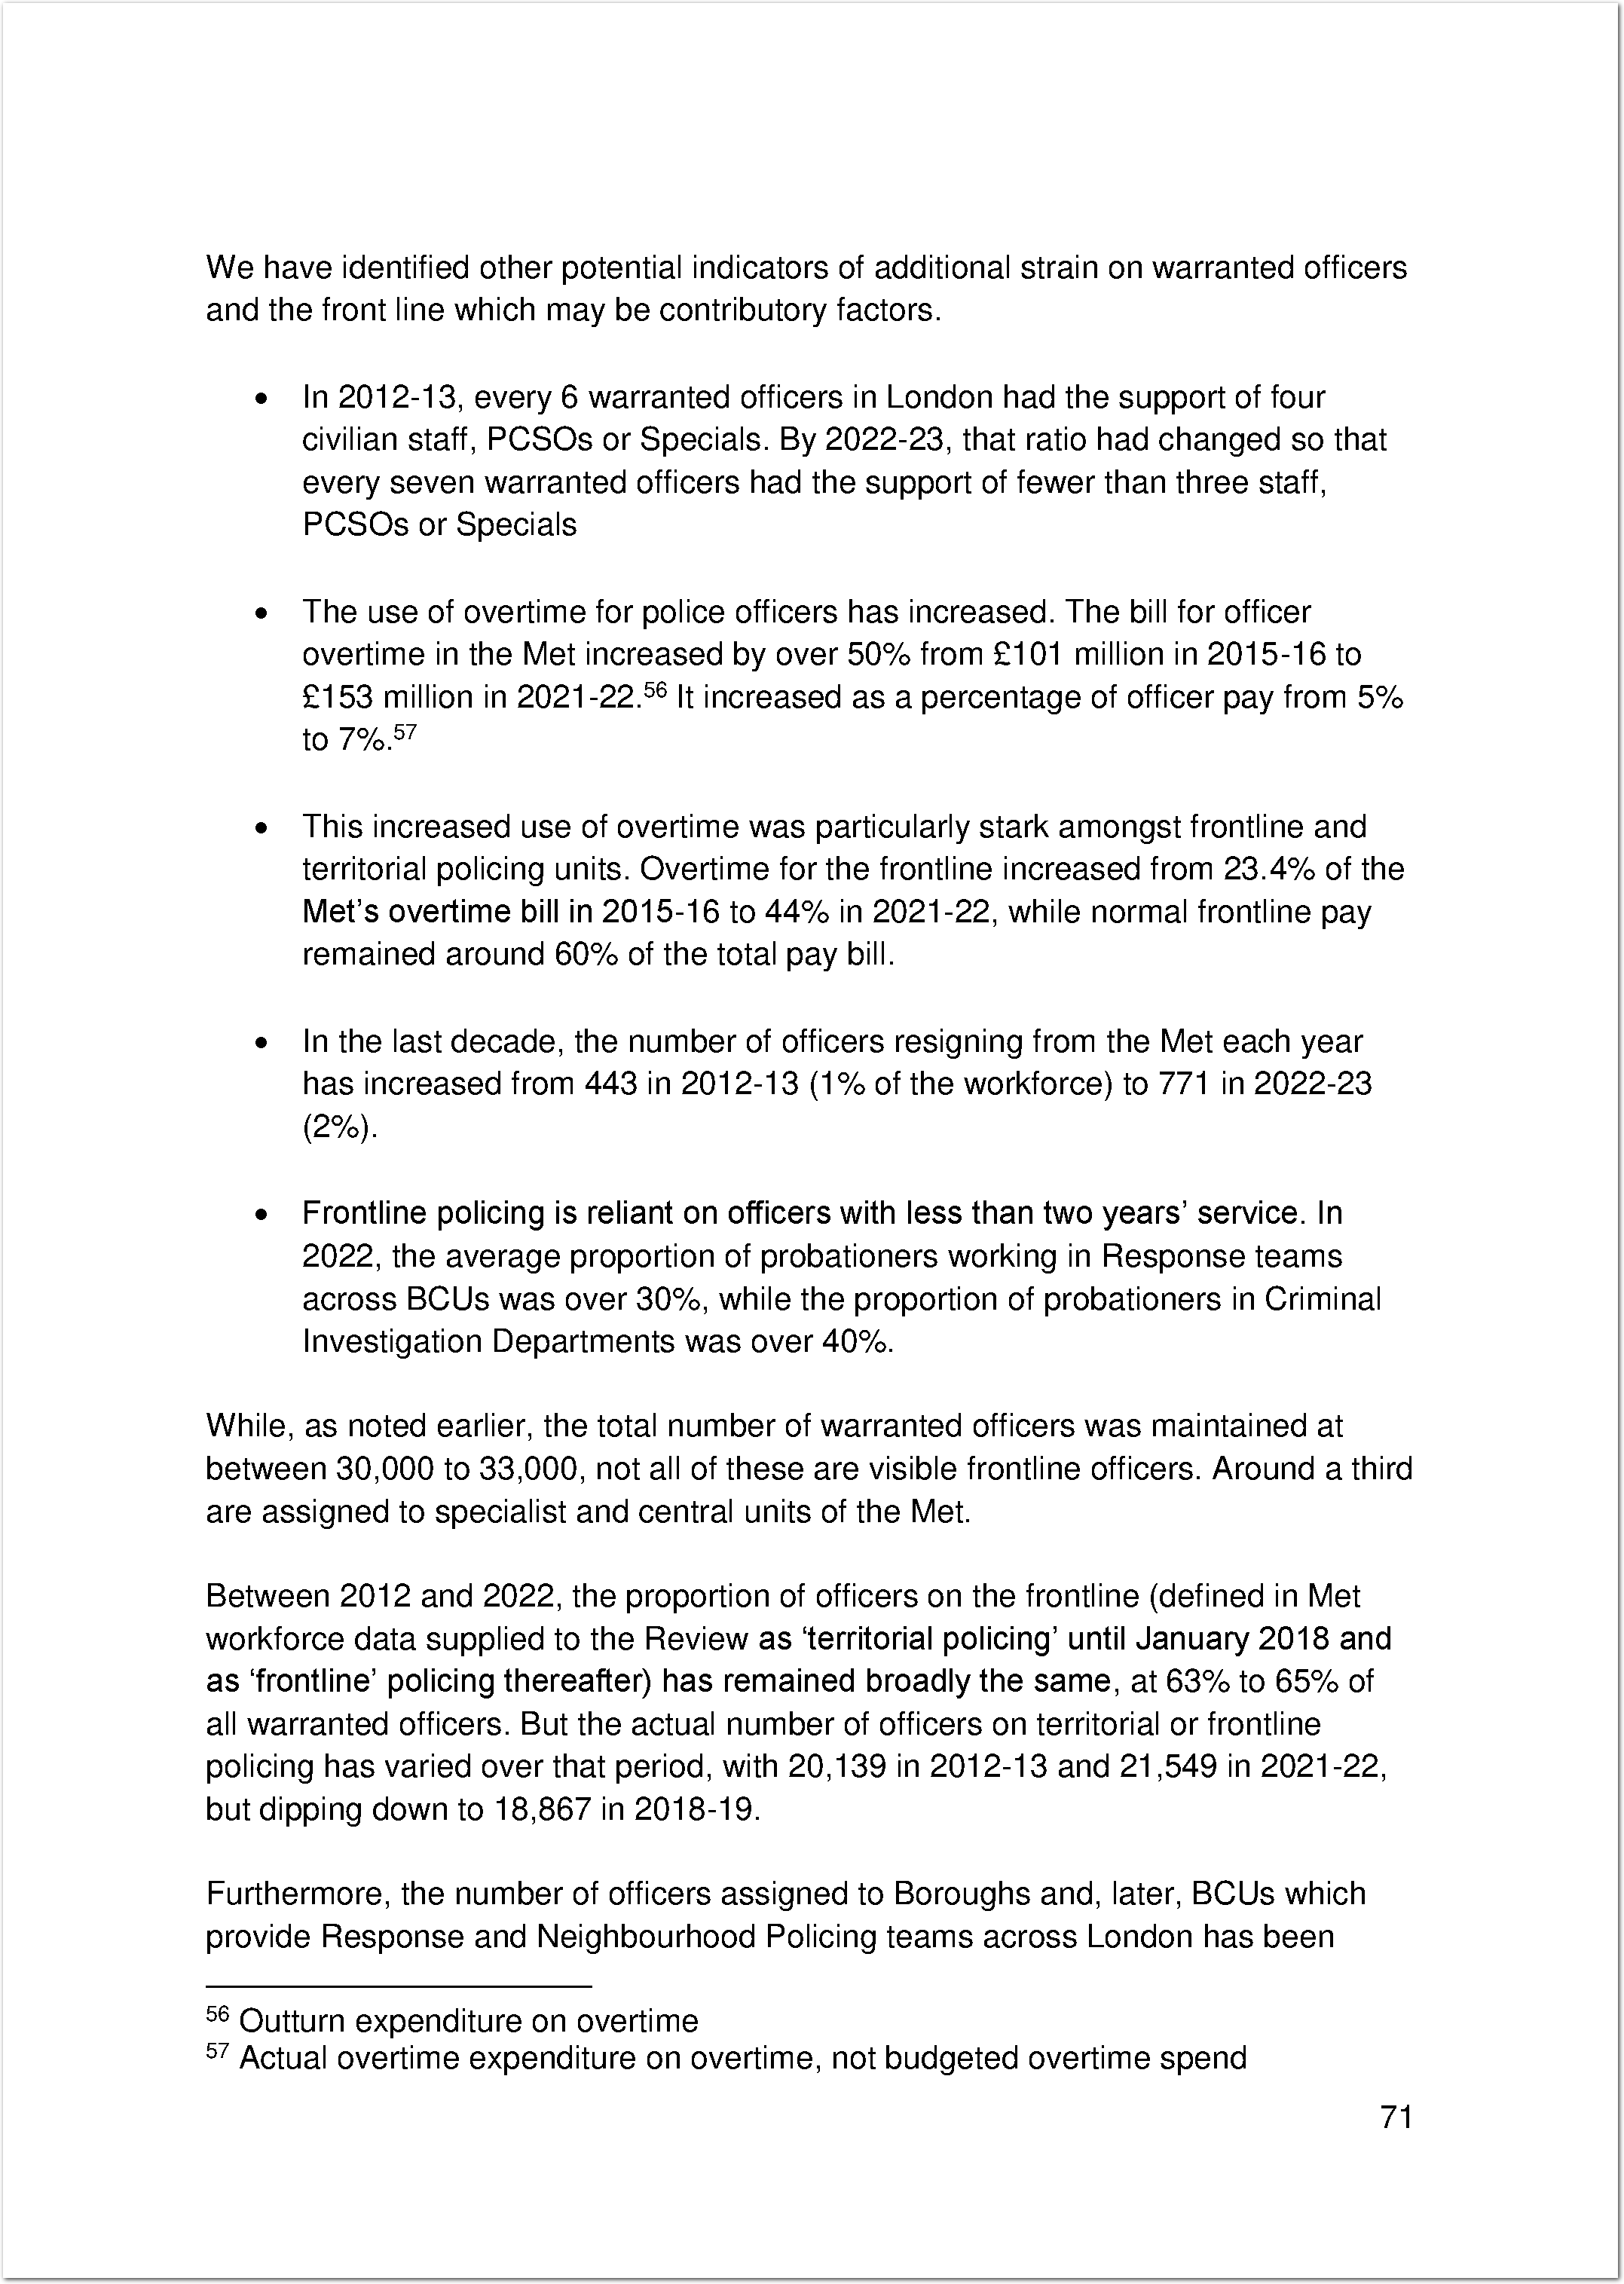 We have identified other potential indicators of additional strain on warranted officers
and the front line which may be contributory factors.
• In 2012-13, every 6 warranted officers in London had the support of four
civilian staff, PCSOs or Specials. By 2022-23, that ratio had changed so that
every seven warranted officers had the support of fewer than three staff,
PCSOs or Specials
• The use of overtime for police officers has increased. The bill for officer
overtime in the Met increased by over 50% from £101 million in 2015-16 to
£153 million in 2021-22.56 It increased as a percentage of officer pay from 5%
to 7%.57
• This increased use of overtime was particularly stark amongst frontline and
territorial policing units. Overtime for the frontline increased from 23.4% of the
Met’s overtime bill in 2015-16 to 44% in 2021-22, while normal frontline pay
remained around 60% of the total pay bill.
• In the last decade, the number of officers resigning from the Met each year
has increased from 443 in 2012-13 (1% of the workforce) to 771 in 2022-23
(2%).
• Frontline policing is reliant on officers with less than two years’ service. In
2022, the average proportion of probationers working in Response teams
across BCUs was over 30%, while the proportion of probationers in Criminal
Investigation Departments was over 40%.
While, as noted earlier, the total number of warranted officers was maintained at
between 30,000 to 33,000, not all of these are visible frontline officers. Around a third
are assigned to specialist and central units of the Met.
Between 2012 and 2022, the proportion of officers on the frontline (defined in Met
workforce data supplied to the Review as ‘territorial policing’ until January 2018 and
as ‘frontline’ policing thereafter) has remained broadly the same, at 63% to 65% of
all warranted officers. But the actual number of officers on territorial or frontline
policing has varied over that period, with 20,139 in 2012-13 and 21,549 in 2021-22,
but dipping down to 18,867 in 2018-19.
Furthermore, the number of officers assigned to Boroughs and, later, BCUs which
provide Response and Neighbourhood Policing teams across London has been
56 Outturn expenditure on overtime
57 Actual overtime expenditure on overtime, not budgeted overtime spend
71